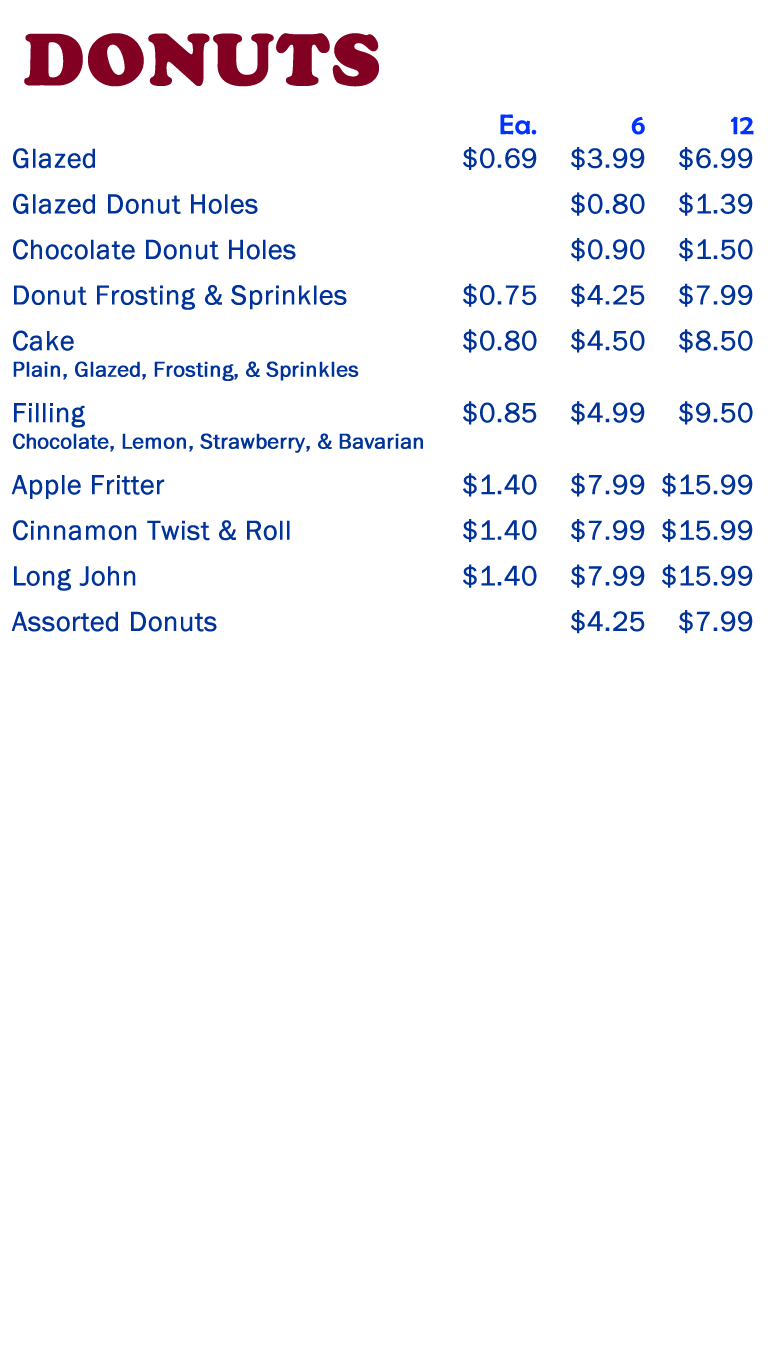 DONUTS
Ea. 6 12
Glazed $0.69 $3.99 $6.99
Glazed Donut Holes $0.80 $1.39
Chocolate Donut Holes $0.90 $1.50
Donut Frosting & Sprinkles $0.75 $4.25 $7.99
Cake $0.80 $4.50 $8.50
Plain, Glazed, Frosting, & Sprinkles
Filling $0.85 $4.99 $9.50
Chocolate, Lemon, Strawberry, & Bavarian
Apple Fritter $1.40 $7.99 $15.99
Cinnamon Twist & Roll $1.40 $7.99 $15.99
Long John $1.40 $7.99 $15.99
Assorted Donuts $4.25 $7.99